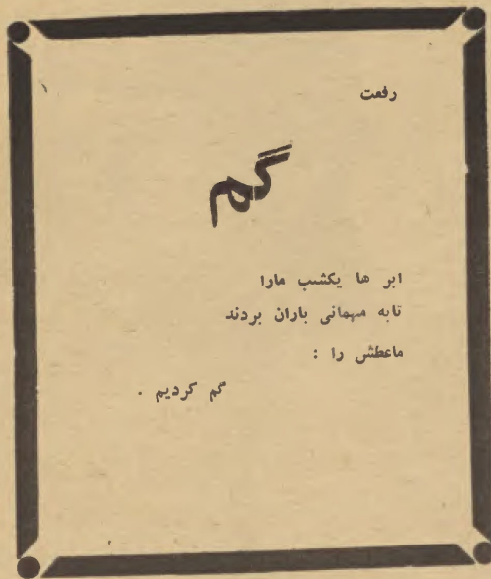 رفعت
گم
ابر ها یکشب مارا
تابه مهمانی باران بردند
ماعطش را :
گم کردیم .